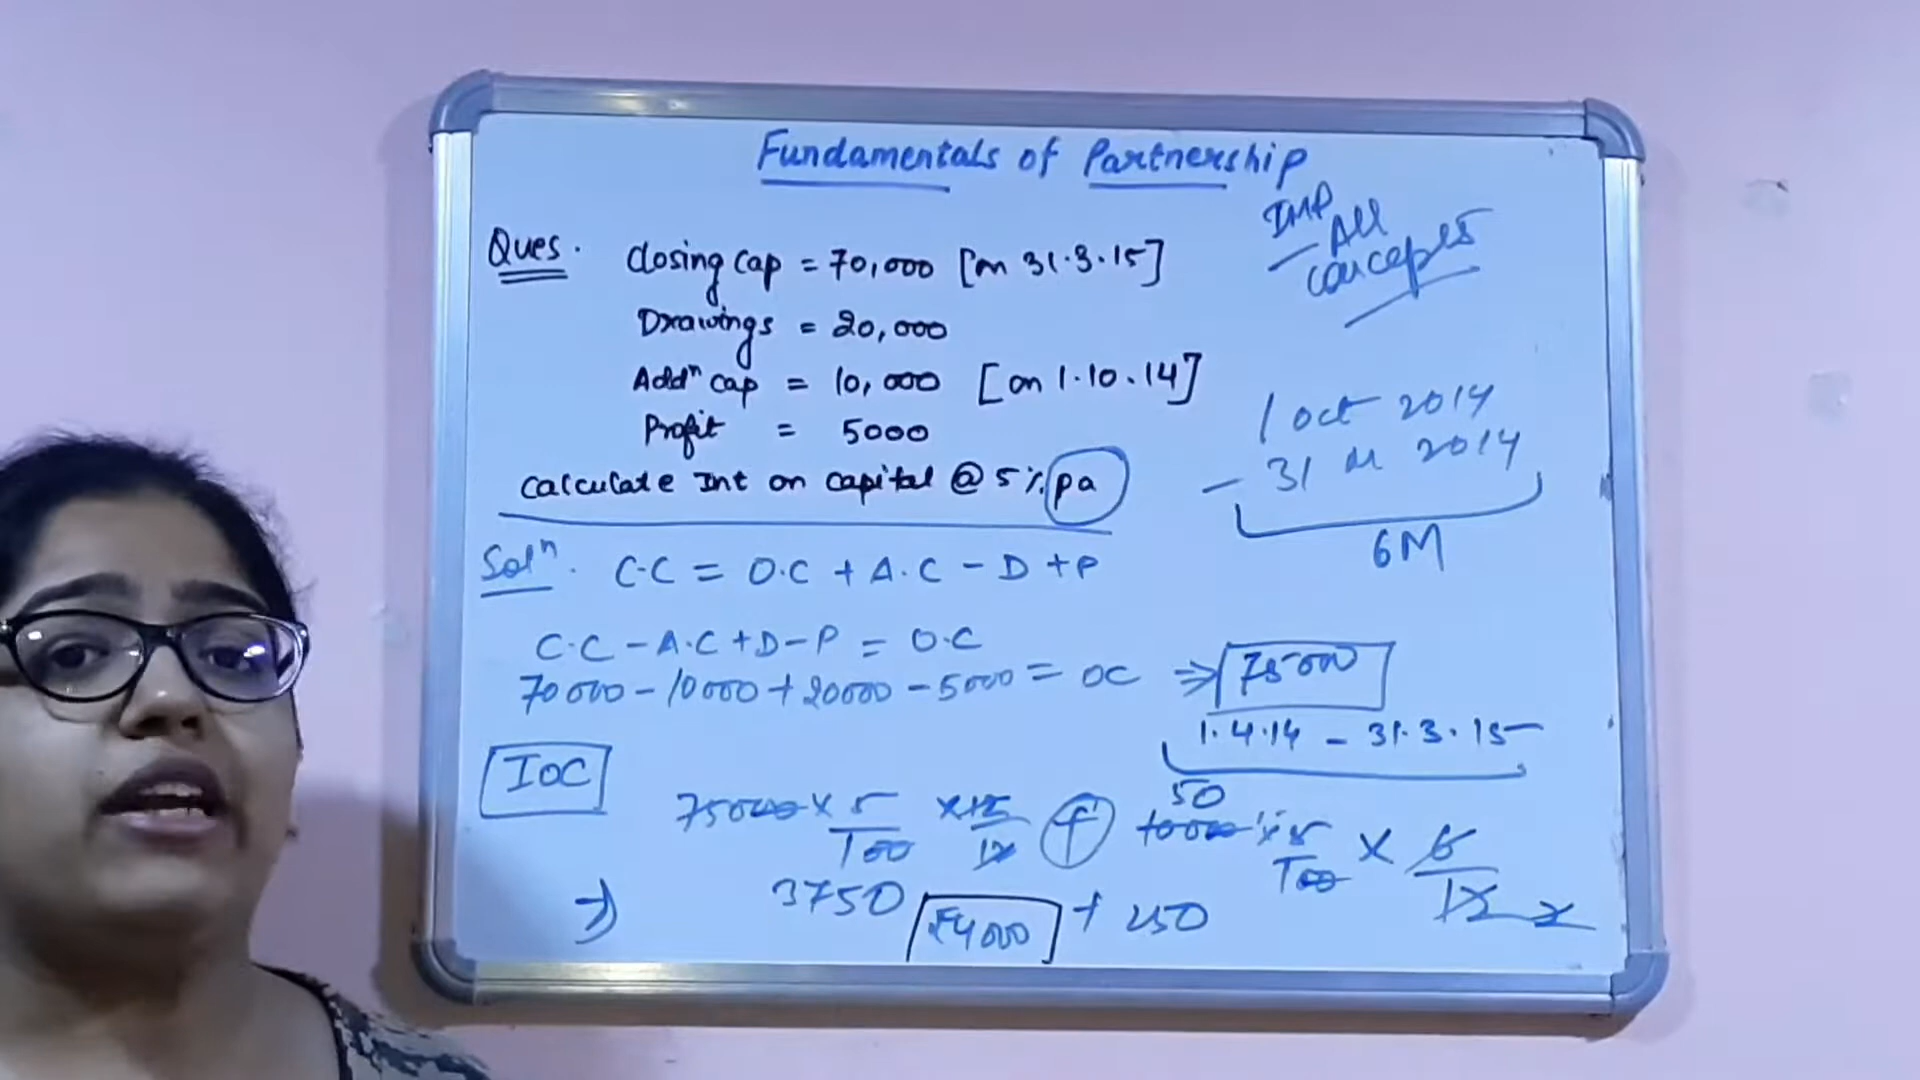 Fundamentals of Partnership
IMP
All
concepts
Ques. Closing cap = 70,000 [on 31.3.15]
Drawings = 20,000
Addⁿ cap = 10,000 [on 1.10.14]
Profit = 5000
Calculate Int on capital @ 5% pa
1 Oct 2014
- 31 M 2014
6M
Solⁿ. C.C = O.C + A.C - D + P
C.C - A.C + D - P = O.C
70000 - 10000 + 20000 - 5000 = OC ⇒ 75000
1.4.14 - 31.3.15
IOC
75000 × 5/100 × 12/12 + 10000 × 5/100 × 6/12
50
2
⇒ 3750 + 250
₹4000